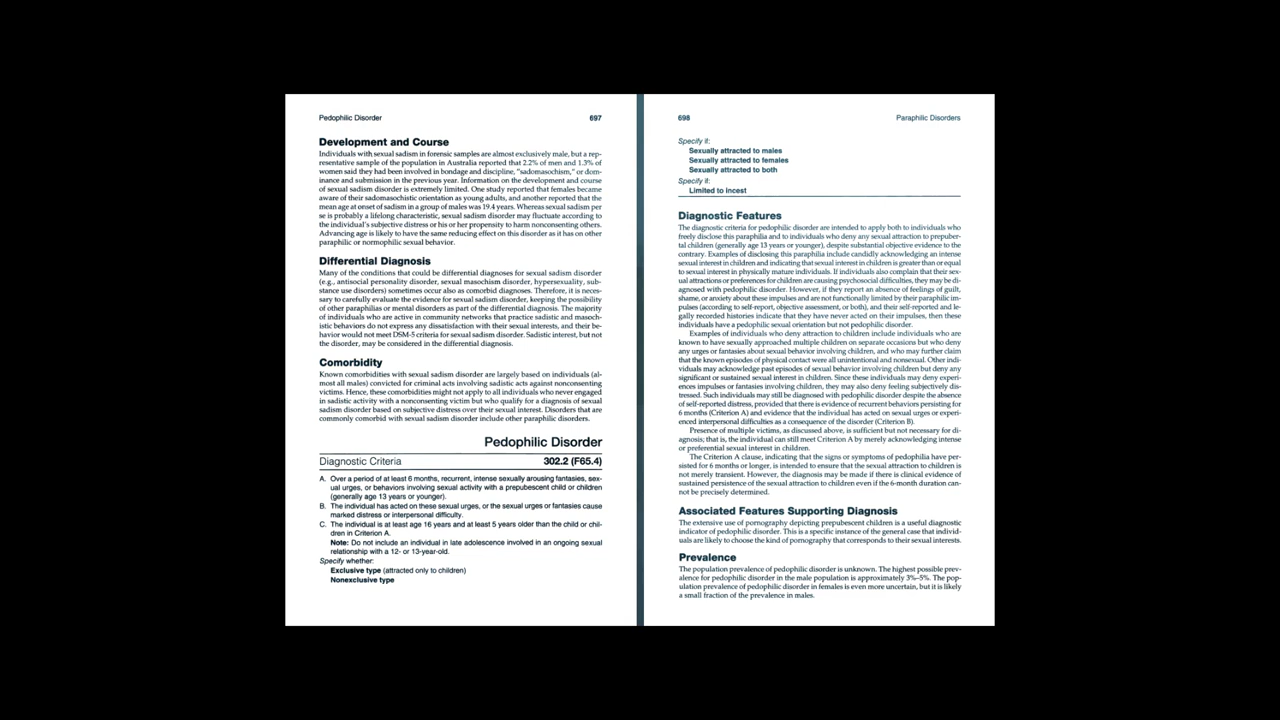 Pedophilic Disorder 697
Development and Course
Individuals with sexual sadism in forensic samples are almost exclusively male, but a rep-
resentative sample of the population in Australia reported that 2.2% of men and 1.3% of
women said they had been involved in bondage and discipline, "sadomasochism," or dom-
inance and submission in the previous year. Information on the development and course
of sexual sadism disorder is extremely limited. One study reported that females became
aware of their sadomasochistic orientation as young adults, and another reported that the
mean age at onset of sadism in a group of males was 19.4 years. Whereas sexual sadism per
se is probably a lifelong characteristic, sexual sadism disorder may fluctuate according to
the individual's subjective distress or his or her propensity to harm nonconsenting others.
Advancing age is likely to have the same reducing effect on this disorder as it has on other
paraphilic or normophilic sexual behavior.
Differential Diagnosis
Many of the conditions that could be differential diagnoses for sexual sadism disorder
(e.g., antisocial personality disorder, sexual masochism disorder, hypersexuality, sub-
stance use disorders) sometimes occur also as comorbid diagnoses. Therefore, it is neces-
sary to carefully evaluate the evidence for sexual sadism disorder, keeping the possibility
of other paraphilias or mental disorders as part of the differential diagnosis. The majority
of individuals who are active in community networks that practice sadistic and masoch-
istic behaviors do not express any dissatisfaction with their sexual interests, and their be-
havior would not meet DSM-5 criteria for sexual sadism disorder. Sadistic interest, but not
the disorder, may be considered in the differential diagnosis.
Comorbidity
Known comorbidities with sexual sadism disorder are largely based on individuals (al-
most all males) convicted for criminal acts involving sadistic acts against nonconsenting
victims. Hence, these comorbidities might not apply to all individuals who never engaged
in sadistic activity with a nonconsenting victim but who qualify for a diagnosis of sexual
sadism disorder based on subjective distress over their sexual interest. Disorders that are
commonly comorbid with sexual sadism disorder include other paraphilic disorders.
Pedophilic Disorder
Diagnostic Criteria 302.2 (F65.4)
A. Over a period of at least 6 months, recurrent, intense sexually arousing fantasies, sex-
ual urges, or behaviors involving sexual activity with a prepubescent child or children
(generally age 13 years or younger).
B. The individual has acted on these sexual urges, or the sexual urges or fantasies cause
marked distress or interpersonal difficulty.
C. The individual is at least age 16 years and at least 5 years older than the child or chil-
dren in Criterion A.
Note: Do not include an individual in late adolescence involved in an ongoing sexual
relationship with a 12- or 13-year-old.
Specify whether:
Exclusive type (attracted only to children)
Nonexclusive type
698 Paraphilic Disorders
Specify if:
Sexually attracted to males
Sexually attracted to females
Sexually attracted to both
Specify if:
Limited to incest
Diagnostic Features
The diagnostic criteria for pedophilic disorder are intended to apply both to individuals who
freely disclose this paraphilia and to individuals who deny any sexual attraction to prepuber-
tal children (generally age 13 years or younger), despite substantial objective evidence to the
contrary. Examples of disclosing this paraphilia include candidly acknowledging an intense
sexual interest in children and indicating that sexual interest in children is greater than or equal
to sexual interest in physically mature individuals. If individuals also complain that their sex-
ual attractions or preferences for children are causing psychosocial difficulties, they may be di-
agnosed with pedophilic disorder. However, if they report an absence of feelings of guilt,
shame, or anxiety about these impulses and are not functionally limited by their paraphilic im-
pulses (according to self-report, objective assessment, or both), and their self-reported and le-
gally recorded histories indicate that they have never acted on their impulses, then these
individuals have a pedophilic sexual orientation but not pedophilic disorder.
Examples of individuals who deny attraction to children include individuals who are
known to have sexually approached multiple children on separate occasions but who deny
any urges or fantasies about sexual behavior involving children, and who may further claim
that the known episodes of physical contact were all unintentional and nonsexual. Other indi-
viduals may acknowledge past episodes of sexual behavior involving children but deny any
significant or sustained sexual interest in children. Since these individuals may deny experi-
ences impulses or fantasies involving children, they may also deny feeling subjectively dis-
tressed. Such individuals may still be diagnosed with pedophilic disorder despite the absence
of self-reported distress, provided that there is evidence of recurrent behaviors persisting for
6 months (Criterion A) and evidence that the individual has acted on sexual urges or experi-
enced interpersonal difficulties as a consequence of the disorder (Criterion B).
Presence of multiple victims, as discussed above, is sufficient but not necessary for di-
agnosis; that is, the individual can still meet Criterion A by merely acknowledging intense
or preferential sexual interest in children.
The Criterion A clause, indicating that the signs or symptoms of pedophilia have per-
sisted for 6 months or longer, is intended to ensure that the sexual attraction to children is
not merely transient. However, the diagnosis may be made if there is clinical evidence of
sustained persistence of the sexual attraction to children even if the 6-month duration can-
not be precisely determined.
Associated Features Supporting Diagnosis
The extensive use of pornography depicting prepubescent children is a useful diagnostic
indicator of pedophilic disorder. This is a specific instance of the general case that individ-
uals are likely to choose the kind of pornography that corresponds to their sexual interests.
Prevalence
The population prevalence of pedophilic disorder is unknown. The highest possible prev-
alence for pedophilic disorder in the male population is approximately 3%–5%. The pop-
ulation prevalence of pedophilic disorder in females is even more uncertain, but it is likely
a small fraction of the prevalence in males.